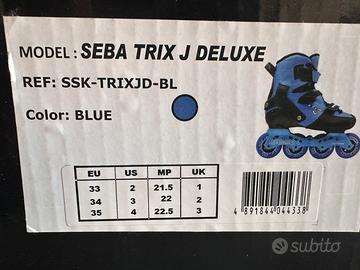 MODEL : SEBA TRIX J DELUXE
REF: SSK-TRIXJD-BL
Color: BLUE
EU US MP UK
33 2 21.5 1
34 3 22 2
35 4 22.5 3
4 891844 044338
subito